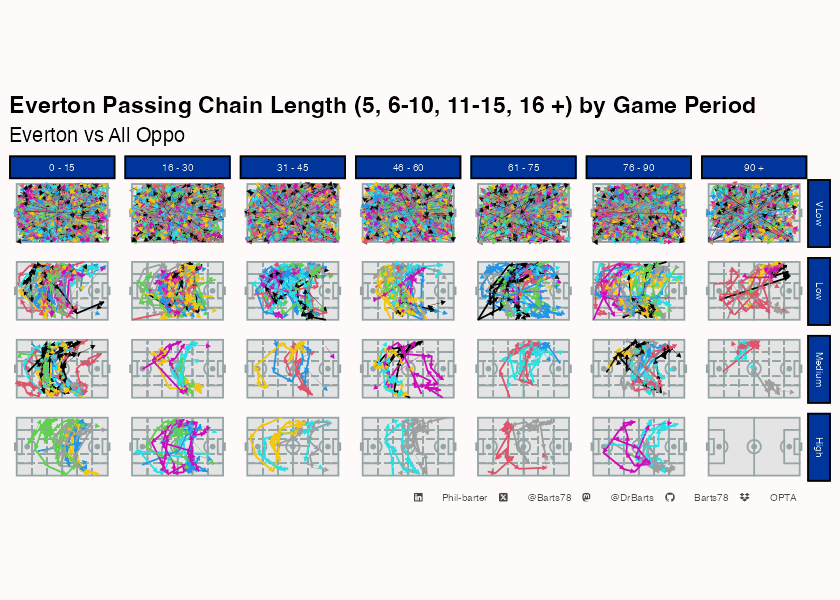 Everton Passing Chain Length (5, 6-10, 11-15, 16 +) by Game Period
Everton vs All Oppo
0 - 15 16 - 30 31 - 45 46 - 60 61 - 75 76 - 90 90 +
V.Low
Low
Medium
High
Phil-barter @Barts78 @DrBarts Barts78 OPTA